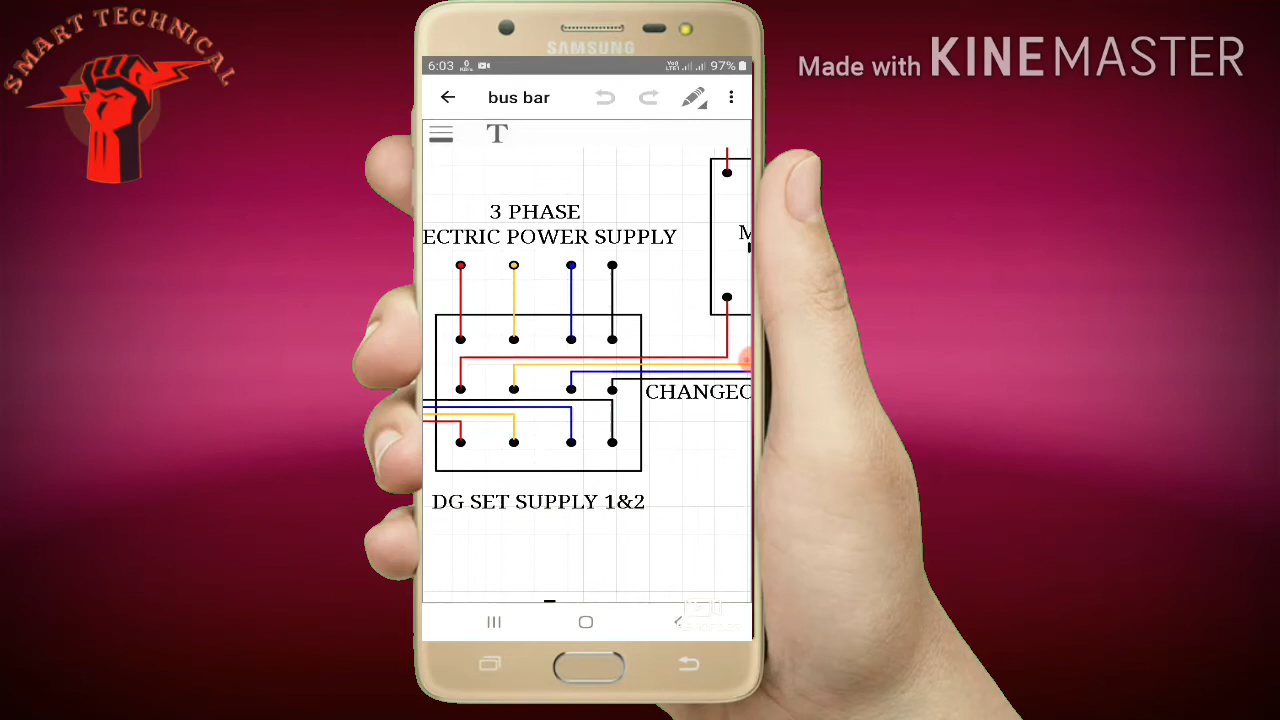 SMART TECHNICAL
Made with KINEMASTER
SAMSUNG
6:03
97%
bus bar
T
3 PHASE
ECTRIC POWER SUPPLY
M
CHANGEO
DG SET SUPPLY 1&2